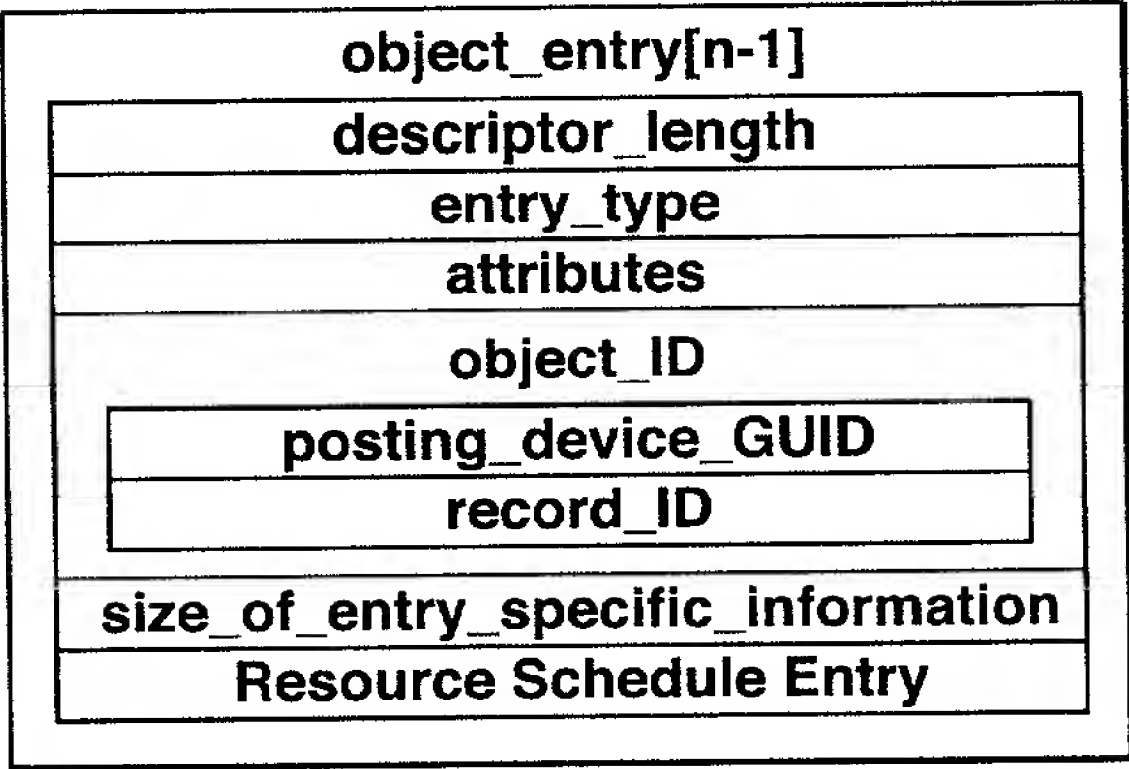 object_entry[n-1]
descriptor_length
entry_type
attributes
object_ID
posting_device_GUID
record_ID
size_of_entry_specific_information
Resource Schedule Entry